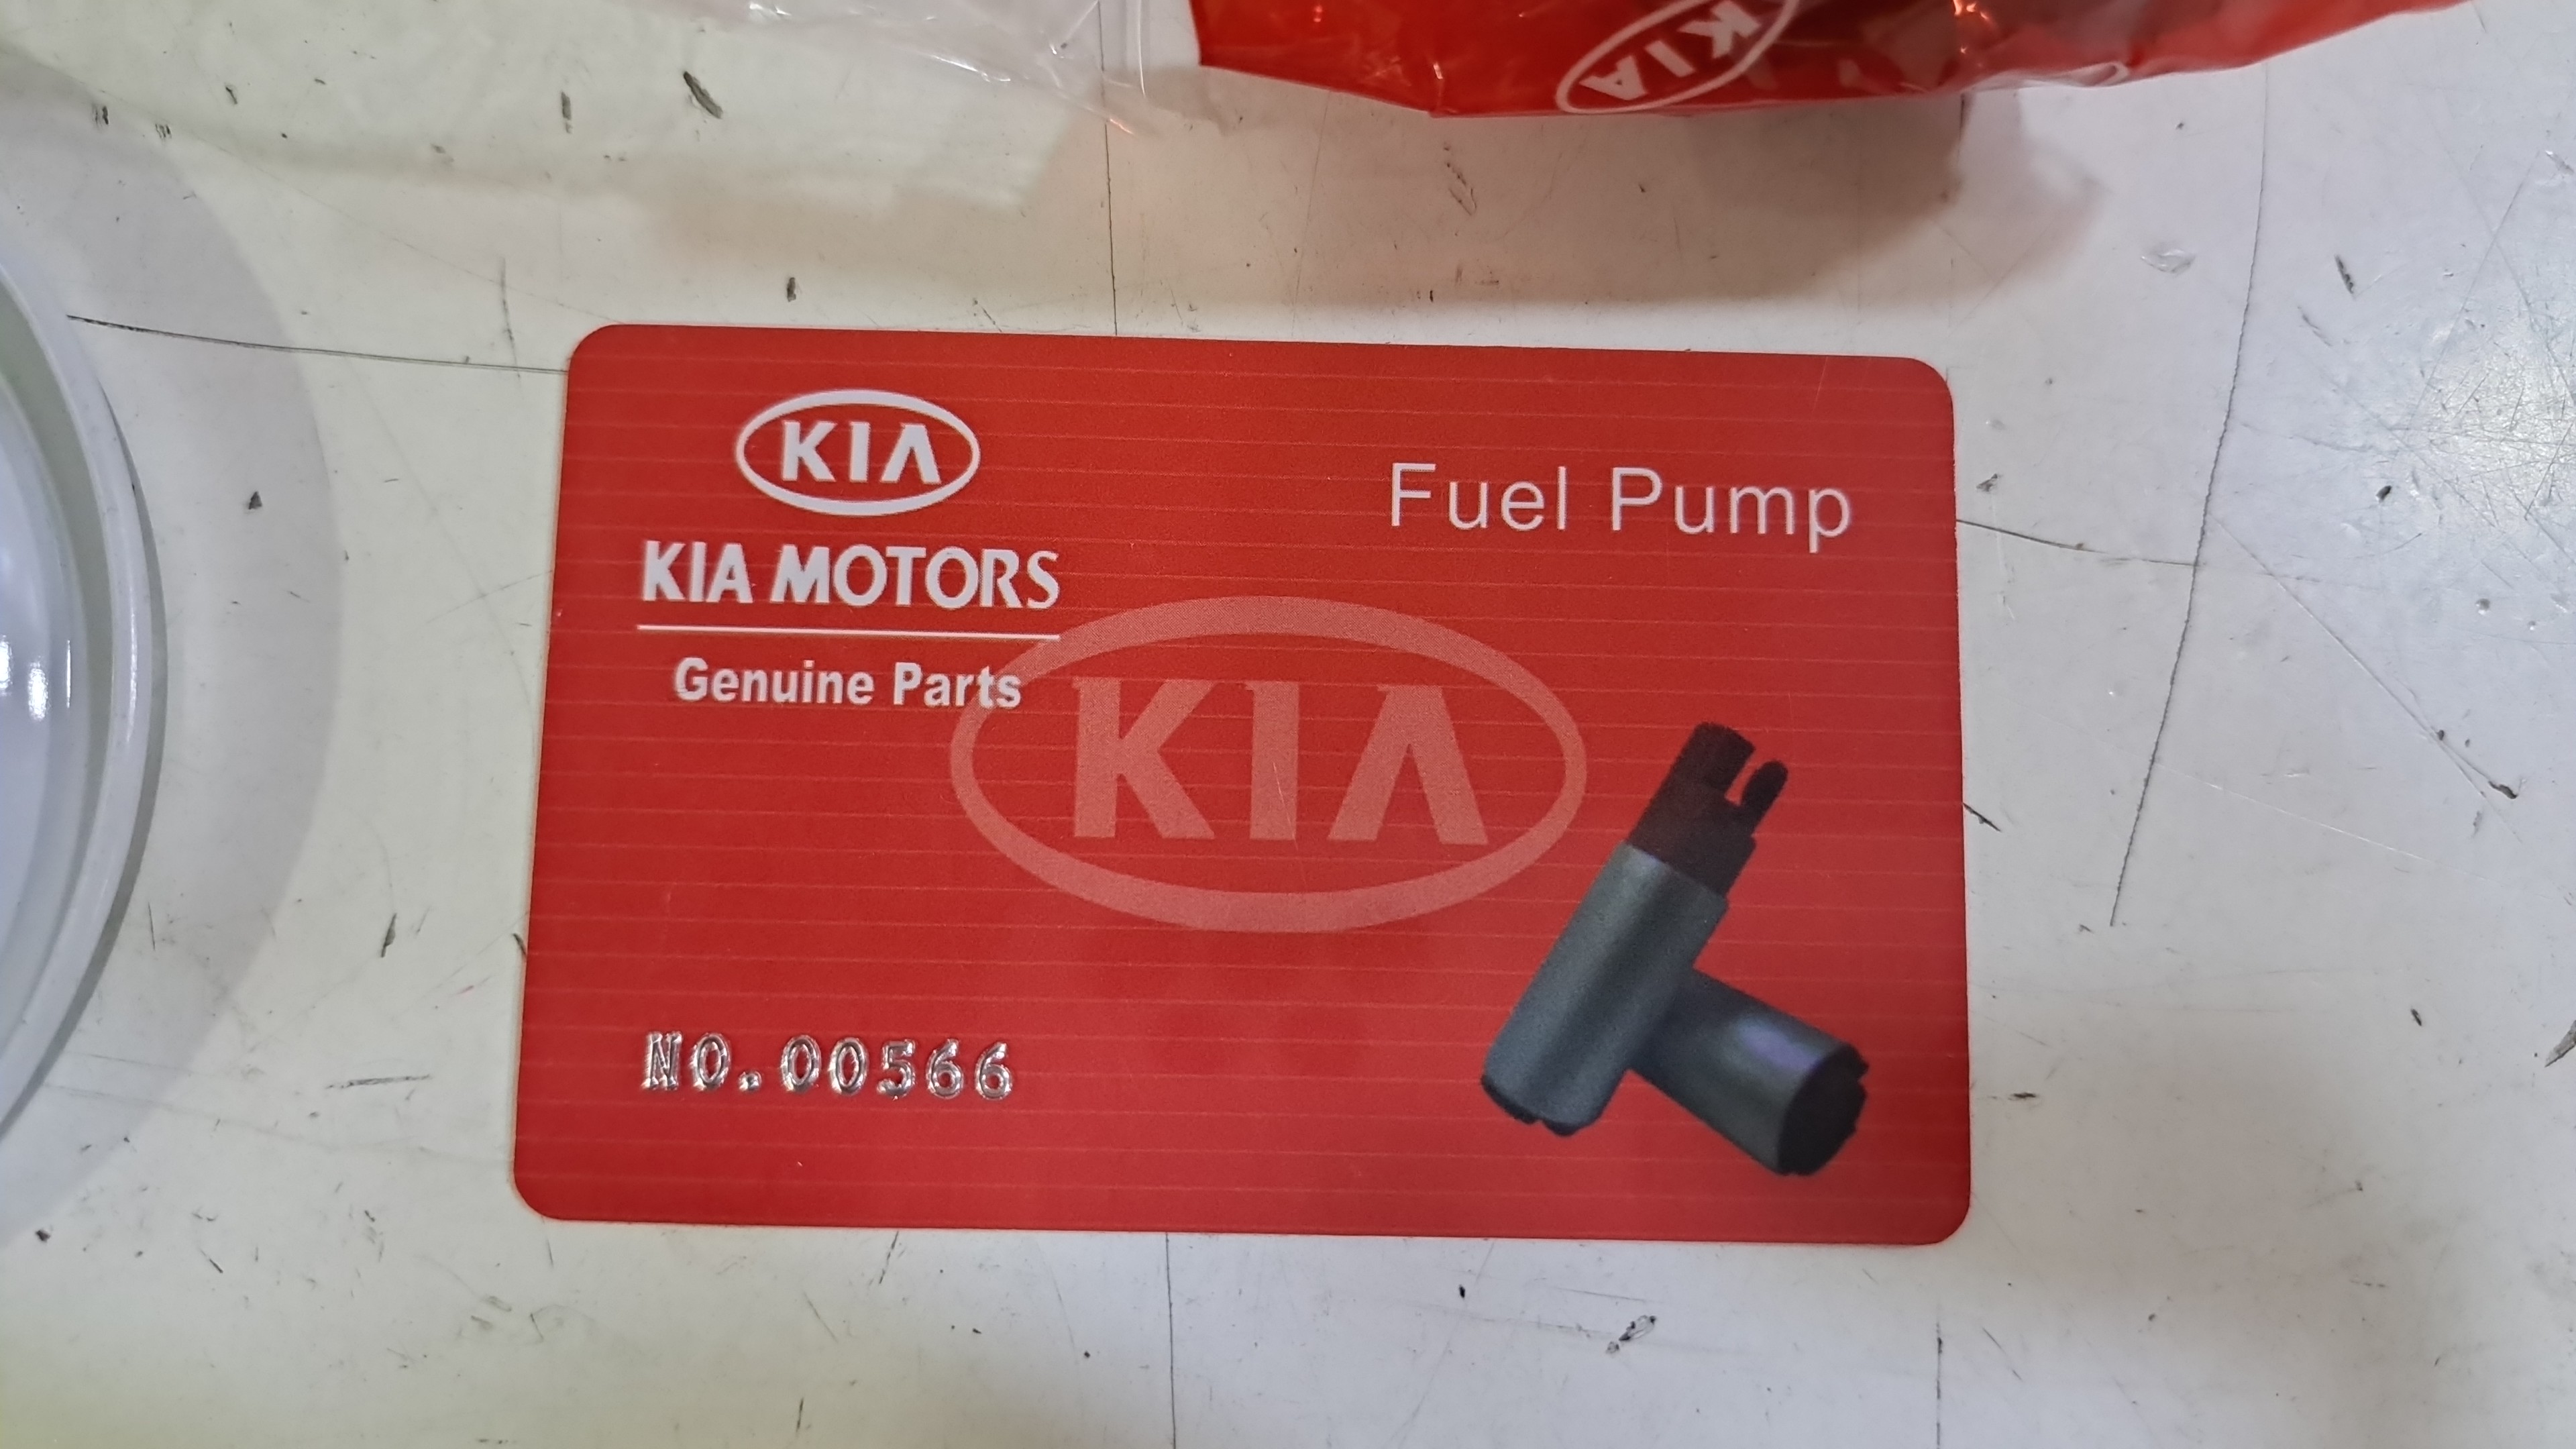 KIA
KIA
KIA MOTORS
Genuine Parts
Fuel Pump
KIA
NO.00566